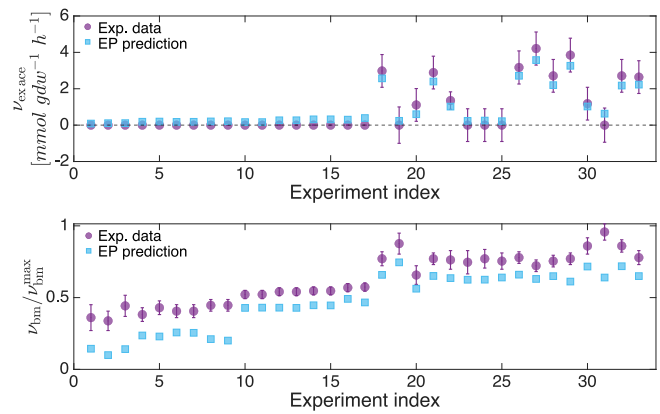 ν_ex ace
[mmol gdw⁻¹ h⁻¹]
6
4
2
0
-2
Exp. data
EP prediction
0 5 10 15 20 25 30
Experiment index
ν_bm/ν_bm^max
1
0.5
0
Exp. data
EP prediction
0 5 10 15 20 25 30
Experiment index